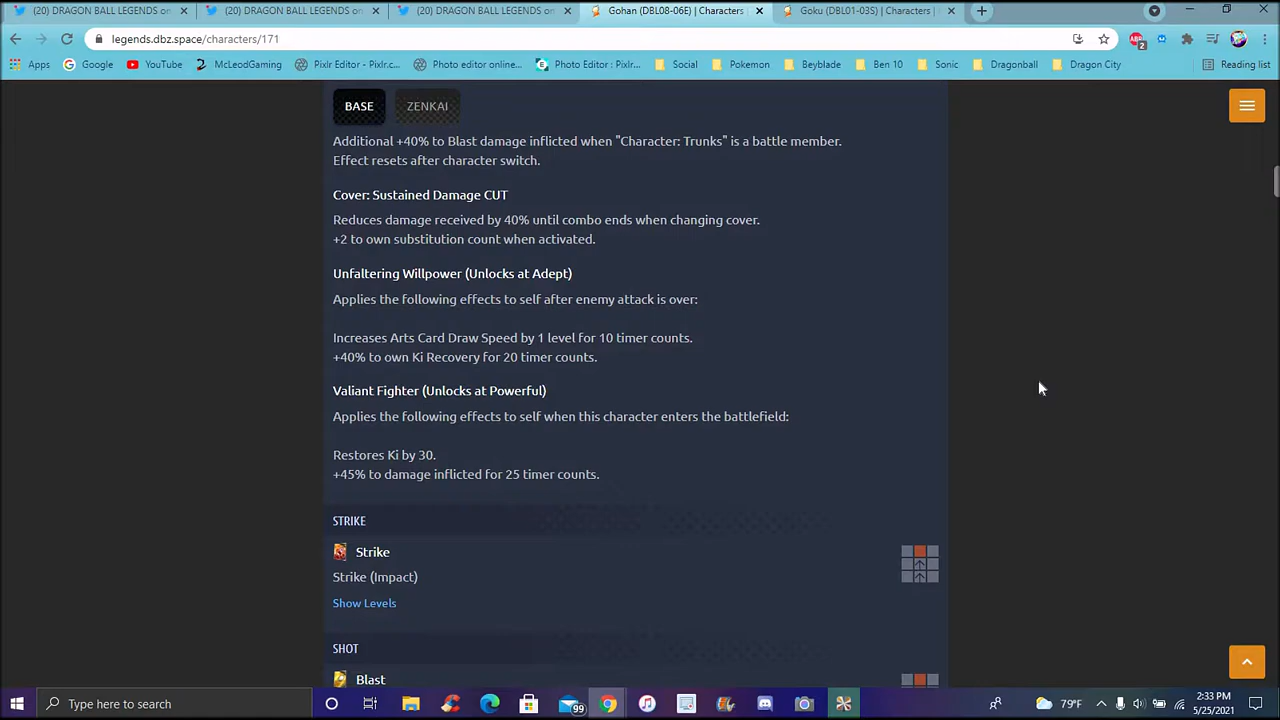 (20) DRAGON BALL LEGENDS on
(20) DRAGON BALL LEGENDS on
(20) DRAGON BALL LEGENDS on
Gohan (DBL08-06E) | Characters
Goku (DBL01-03S) | Characters
legends.dbz.space/characters/171
ABP
2
Apps
Google
YouTube
McLeodGaming
Pixlr Editor - Pixlr.c...
Photo editor online...
Photo Editor : Pixlr...
Social
Pokemon
Beyblade
Ben 10
Sonic
Dragonball
Dragon City
Reading list
BASE
ZENKAI
Additional +40% to Blast damage inflicted when "Character: Trunks" is a battle member.
Effect resets after character switch.
Cover: Sustained Damage CUT
Reduces damage received by 40% until combo ends when changing cover.
+2 to own substitution count when activated.
Unfaltering Willpower (Unlocks at Adept)
Applies the following effects to self after enemy attack is over:
Increases Arts Card Draw Speed by 1 level for 10 timer counts.
+40% to own Ki Recovery for 20 timer counts.
Valiant Fighter (Unlocks at Powerful)
Applies the following effects to self when this character enters the battlefield:
Restores Ki by 30.
+45% to damage inflicted for 25 timer counts.
STRIKE
Strike
Strike (Impact)
Show Levels
SHOT
Blast
Type here to search
99
79°F
2:33 PM
5/25/2021